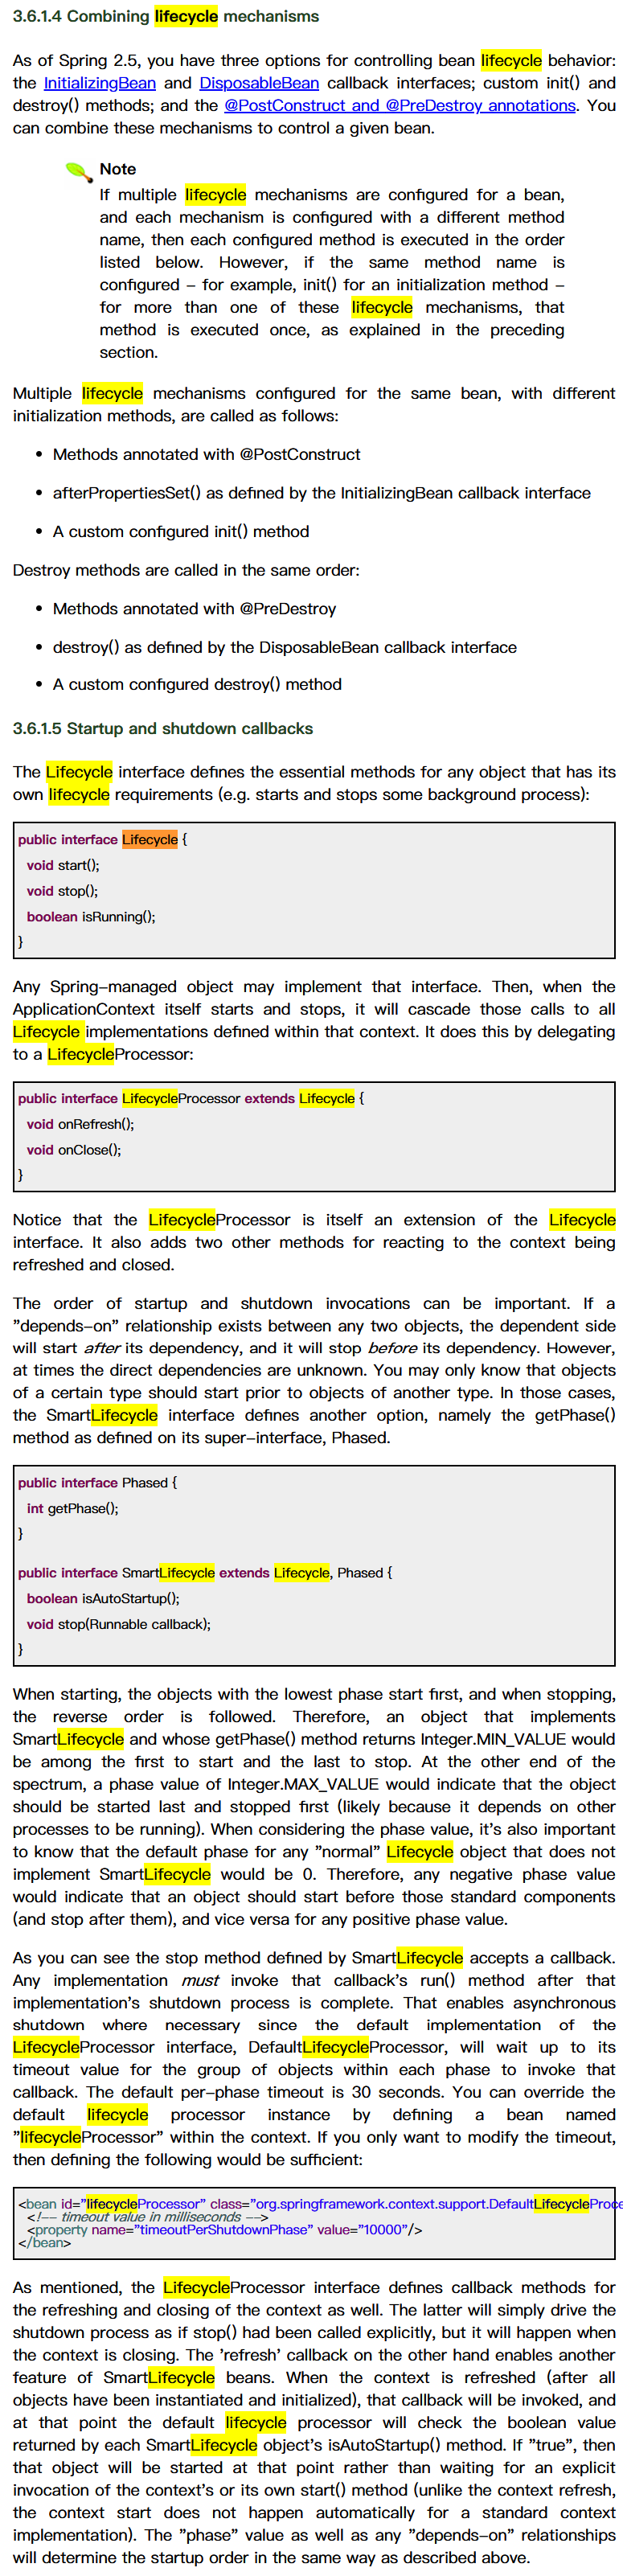 3.6.1.4 Combining lifecycle mechanisms
As of Spring 2.5, you have three options for controlling bean lifecycle behavior:
the InitializingBean and DisposableBean callback interfaces; custom init() and
destroy() methods; and the @PostConstruct and @PreDestroy annotations. You
can combine these mechanisms to control a given bean.
Note
If multiple lifecycle mechanisms are configured for a bean,
and each mechanism is configured with a different method
name, then each configured method is executed in the order
listed below. However, if the same method name is
configured – for example, init() for an initialization method –
for more than one of these lifecycle mechanisms, that
method is executed once, as explained in the preceding
section.
Multiple lifecycle mechanisms configured for the same bean, with different
initialization methods, are called as follows:
• Methods annotated with @PostConstruct
• afterPropertiesSet() as defined by the InitializingBean callback interface
• A custom configured init() method
Destroy methods are called in the same order:
• Methods annotated with @PreDestroy
• destroy() as defined by the DisposableBean callback interface
• A custom configured destroy() method
3.6.1.5 Startup and shutdown callbacks
The Lifecycle interface defines the essential methods for any object that has its
own lifecycle requirements (e.g. starts and stops some background process):
public interface Lifecycle {
void start();
void stop();
boolean isRunning();
}
Any Spring–managed object may implement that interface. Then, when the
ApplicationContext itself starts and stops, it will cascade those calls to all
Lifecycle implementations defined within that context. It does this by delegating
to a LifecycleProcessor:
public interface LifecycleProcessor extends Lifecycle {
void onRefresh();
void onClose();
}
Notice that the LifecycleProcessor is itself an extension of the Lifecycle
interface. It also adds two other methods for reacting to the context being
refreshed and closed.
The order of startup and shutdown invocations can be important. If a
"depends–on" relationship exists between any two objects, the dependent side
will start after its dependency, and it will stop before its dependency. However,
at times the direct dependencies are unknown. You may only know that objects
of a certain type should start prior to objects of another type. In those cases,
the SmartLifecycle interface defines another option, namely the getPhase()
method as defined on its super–interface, Phased.
public interface Phased {
int getPhase();
}
public interface SmartLifecycle extends Lifecycle, Phased {
boolean isAutoStartup();
void stop(Runnable callback);
}
When starting, the objects with the lowest phase start first, and when stopping,
the reverse order is followed. Therefore, an object that implements
SmartLifecycle and whose getPhase() method returns Integer.MIN_VALUE would
be among the first to start and the last to stop. At the other end of the
spectrum, a phase value of Integer.MAX_VALUE would indicate that the object
should be started last and stopped first (likely because it depends on other
processes to be running). When considering the phase value, it's also important
to know that the default phase for any "normal" Lifecycle object that does not
implement SmartLifecycle would be 0. Therefore, any negative phase value
would indicate that an object should start before those standard components
(and stop after them), and vice versa for any positive phase value.
As you can see the stop method defined by SmartLifecycle accepts a callback.
Any implementation must invoke that callback's run() method after that
implementation's shutdown process is complete. That enables asynchronous
shutdown where necessary since the default implementation of the
LifecycleProcessor interface, DefaultLifecycleProcessor, will wait up to its
timeout value for the group of objects within each phase to invoke that
callback. The default per–phase timeout is 30 seconds. You can override the
default lifecycle processor instance by defining a bean named
"lifecycleProcessor" within the context. If you only want to modify the timeout,
then defining the following would be sufficient:
<bean id="lifecycleProcessor" class="org.springframework.context.support.DefaultLifecycleProce
<!-- timeout value in milliseconds -->
<property name="timeoutPerShutdownPhase" value="10000"/>
</bean>
As mentioned, the LifecycleProcessor interface defines callback methods for
the refreshing and closing of the context as well. The latter will simply drive the
shutdown process as if stop() had been called explicitly, but it will happen when
the context is closing. The 'refresh' callback on the other hand enables another
feature of SmartLifecycle beans. When the context is refreshed (after all
objects have been instantiated and initialized), that callback will be invoked, and
at that point the default lifecycle processor will check the boolean value
returned by each SmartLifecycle object's isAutoStartup() method. If "true", then
that object will be started at that point rather than waiting for an explicit
invocation of the context's or its own start() method (unlike the context refresh,
the context start does not happen automatically for a standard context
implementation). The "phase" value as well as any "depends–on" relationships
will determine the startup order in the same way as described above.